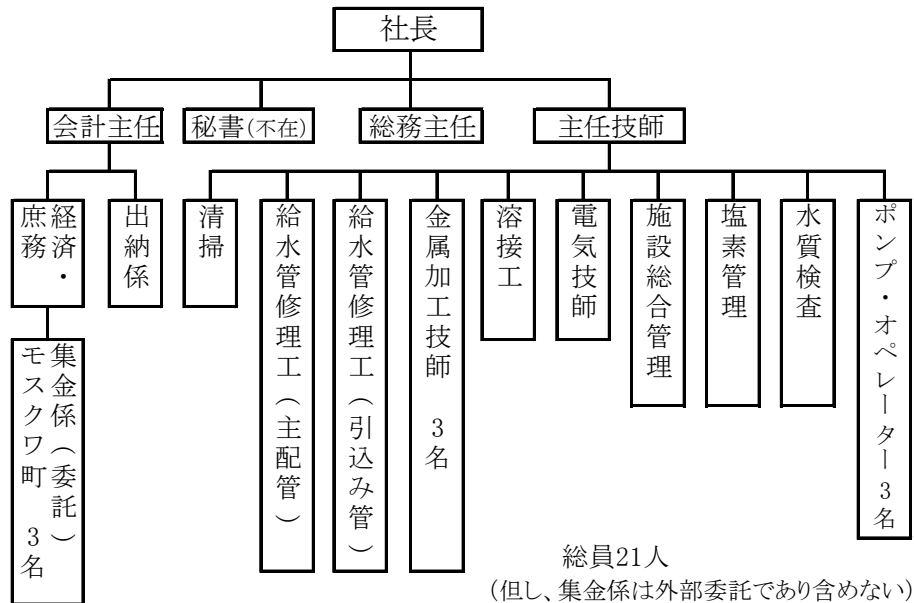 社長
会計主任
秘書(不在)
総務主任
主任技師
経済・
庶務
出納係
清掃
給水管修理工(主配管)
給水管修理工(引込み管)
金属加工技師 3名
溶接工
電気技師
施設総合管理
塩素管理
水質検査
ポンプ・オペレーター3名
集金係(委託)
モスクワ町 3名
総員21人
(但し、集金係は外部委託であり含めない)